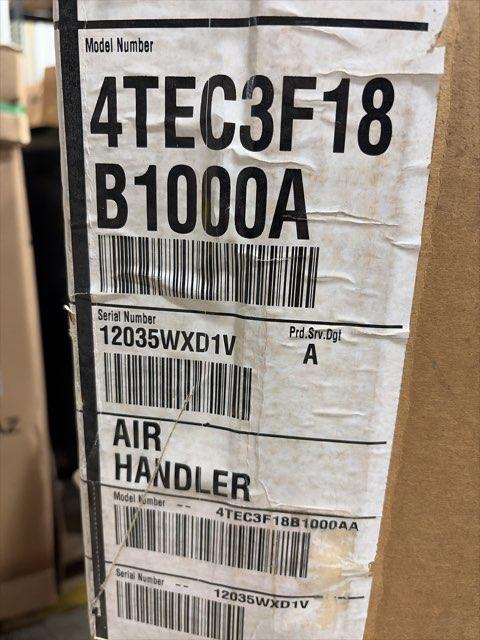 Model Number
4TEC3F18
B1000A
Serial Number
12035WXD1V
Prd.Srv.Dgt
A
AIR
HANDLER
Model Number --
4TEC3F18B1000AA
Serial Number --
12035WXD1V